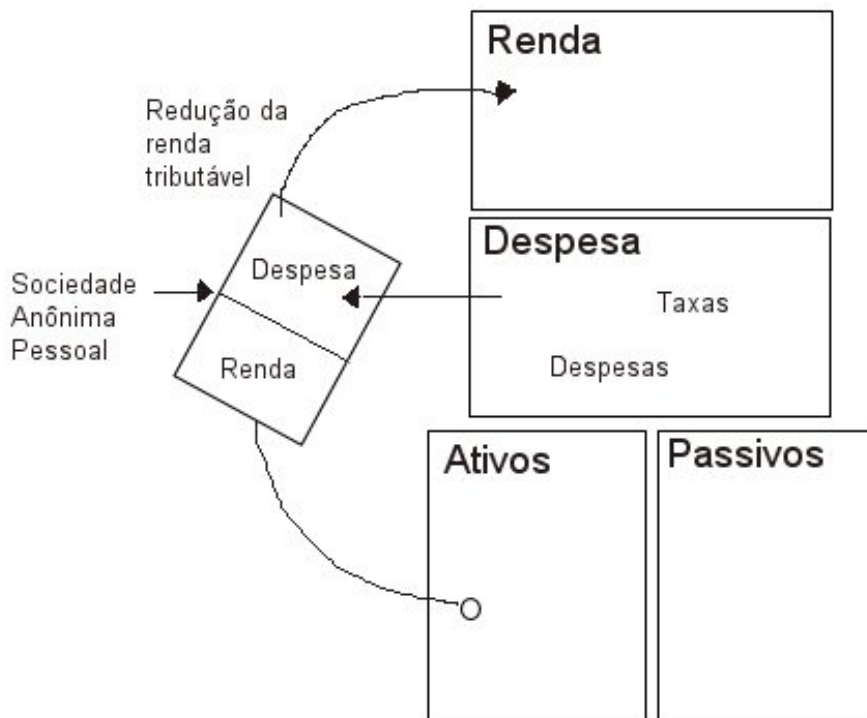 Renda
Redução da
renda
tributável
Despesa
Despesa
Taxas
Despesas
Sociedade
Anônima
Pessoal
Renda
Ativos
Passivos